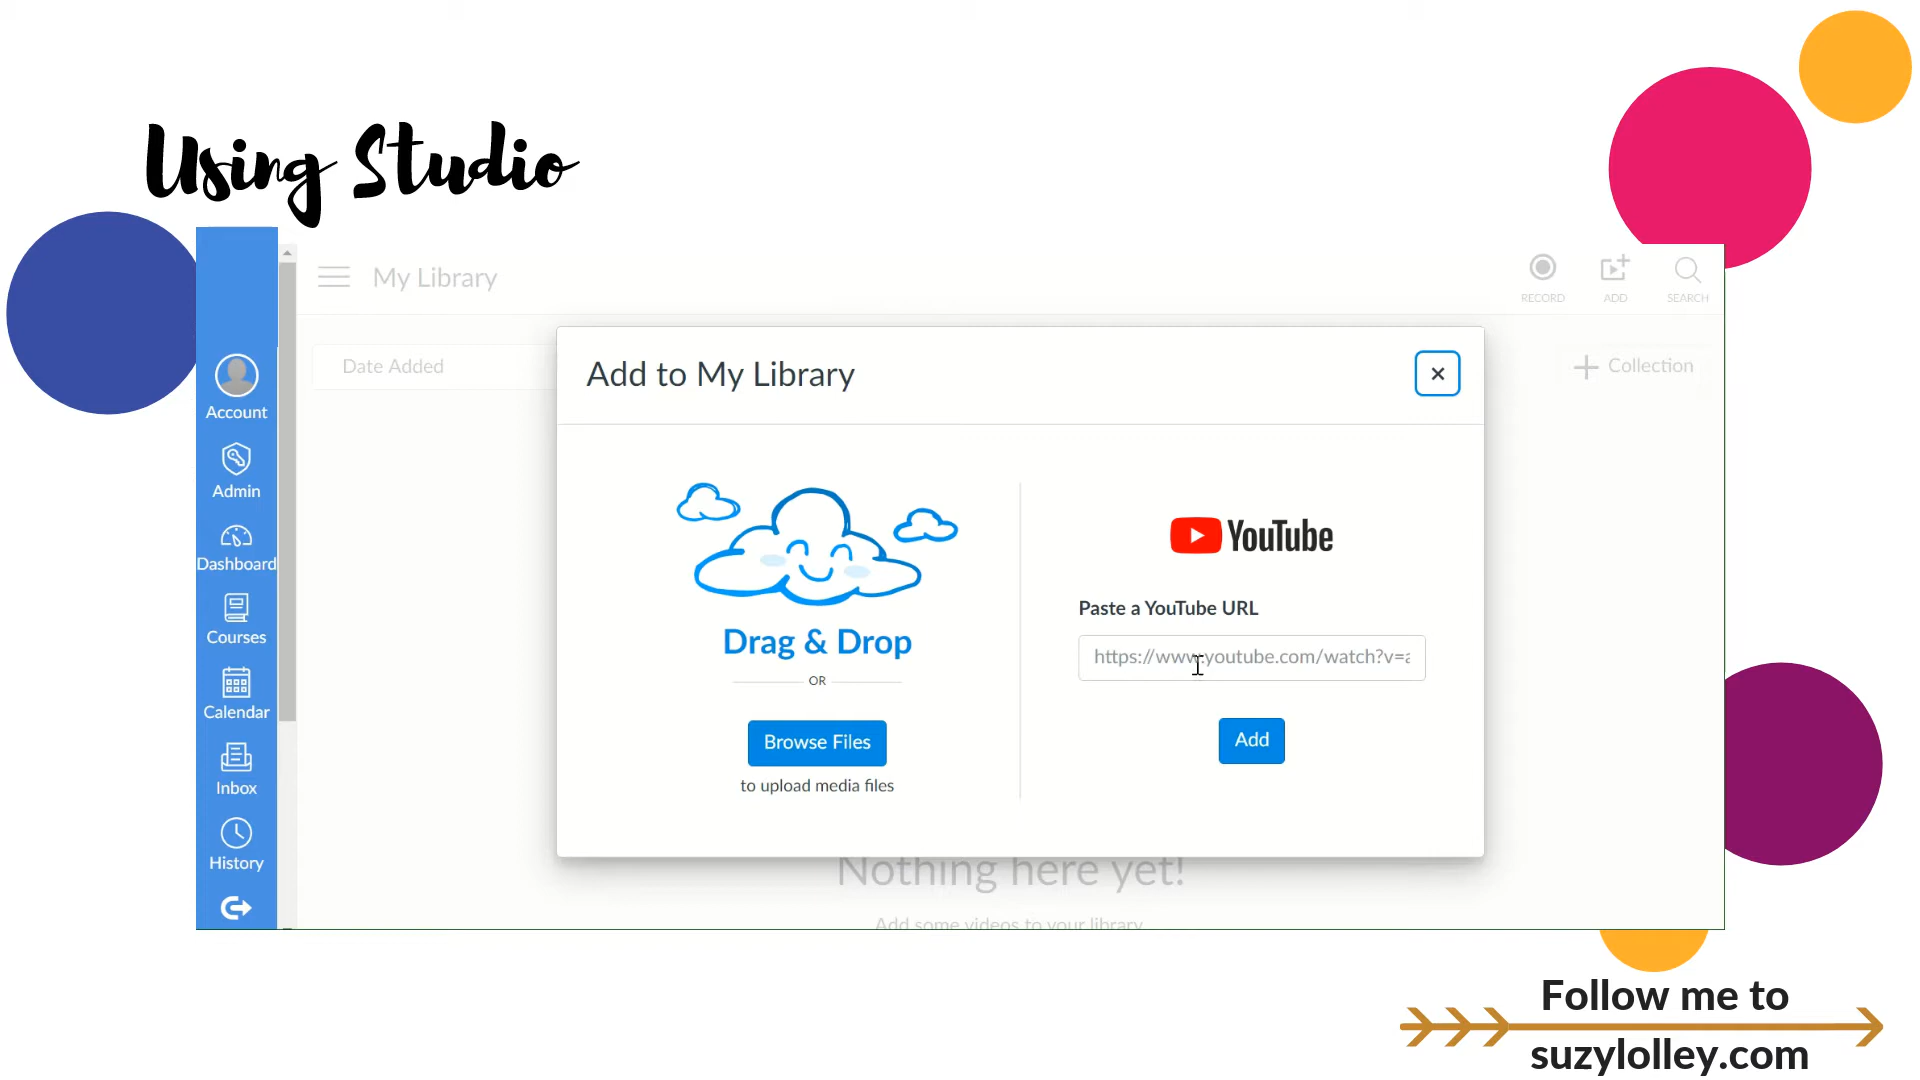 Using Studio
My Library
RECORD
ADD
SEARCH
Date Added
Add to My Library
Collection
Account
Admin
Dashboard
Courses
Calendar
Inbox
History
Drag & Drop
OR
Browse Files
to upload media files
YouTube
Paste a YouTube URL
https://www.youtube.com/watch?v=a
Add
Nothing here yet!
Add some videos to your library
Follow me to
suzylolley.com